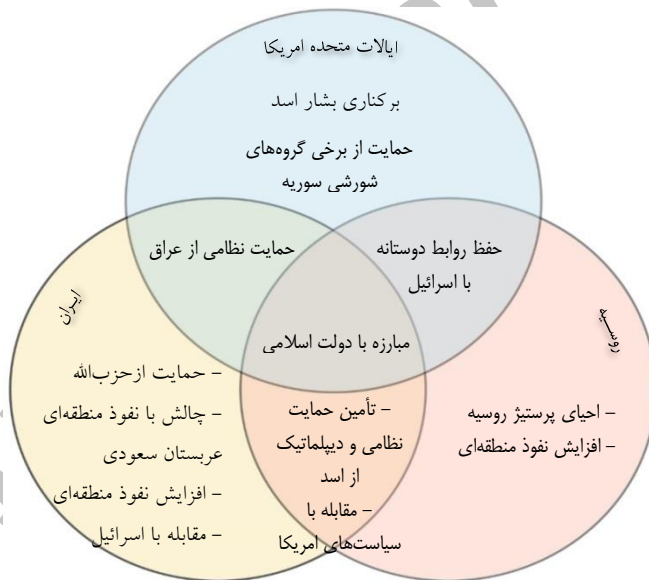 ایالات متحده امریکا
برکناری بشار اسد
حمایت از برخی گروه‌های
شورشی سوریه
حمایت نظامی از عراق
حفظ روابط دوستانه
با اسرائیل
ایران
روسیه
مبارزه با دولت اسلامی
- حمایت ازحزب‌الله
- چالش با نفوذ منطقه‌ای
عربستان سعودی
- افزایش نفوذ منطقه‌ای
- مقابله با اسرائیل
- تأمین حمایت
نظامی و دیپلماتیک
از اسد
- مقابله با
سیاست‌های امریکا
- احیای پرستیژ روسیه
- افزایش نفوذ منطقه‌ای